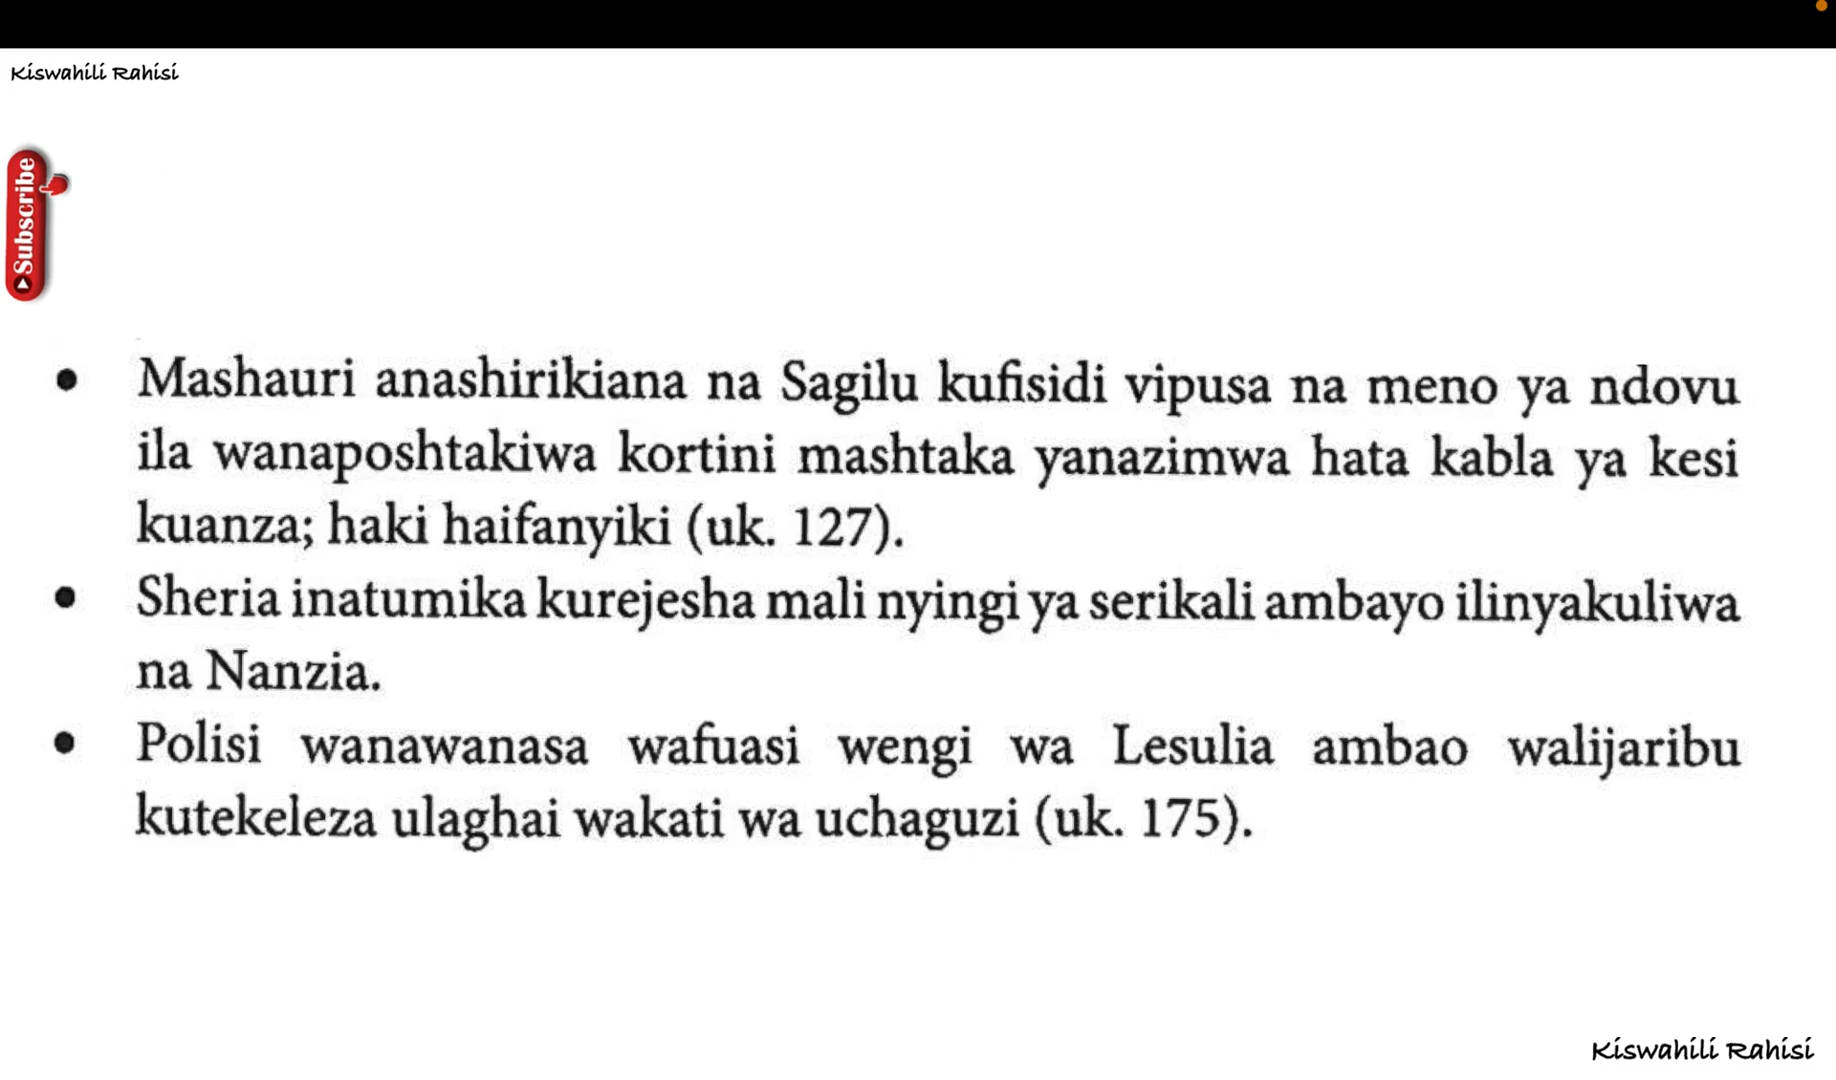 Kiswahili Rahisi
Subscribe
• Mashauri anashirikiana na Sagilu kufisidi vipusa na meno ya ndovu
ila wanaposhtakiwa kortini mashtaka yanazimwa hata kabla ya kesi
kuanza; haki haifanyiki (uk. 127).
• Sheria inatumika kurejesha mali nyingi ya serikali ambayo ilinyakuliwa
na Nanzia.
• Polisi wanawanasa wafuasi wengi wa Lesulia ambao walijaribu
kutekeleza ulaghai wakati wa uchaguzi (uk. 175).
Kiswahili Rahisi